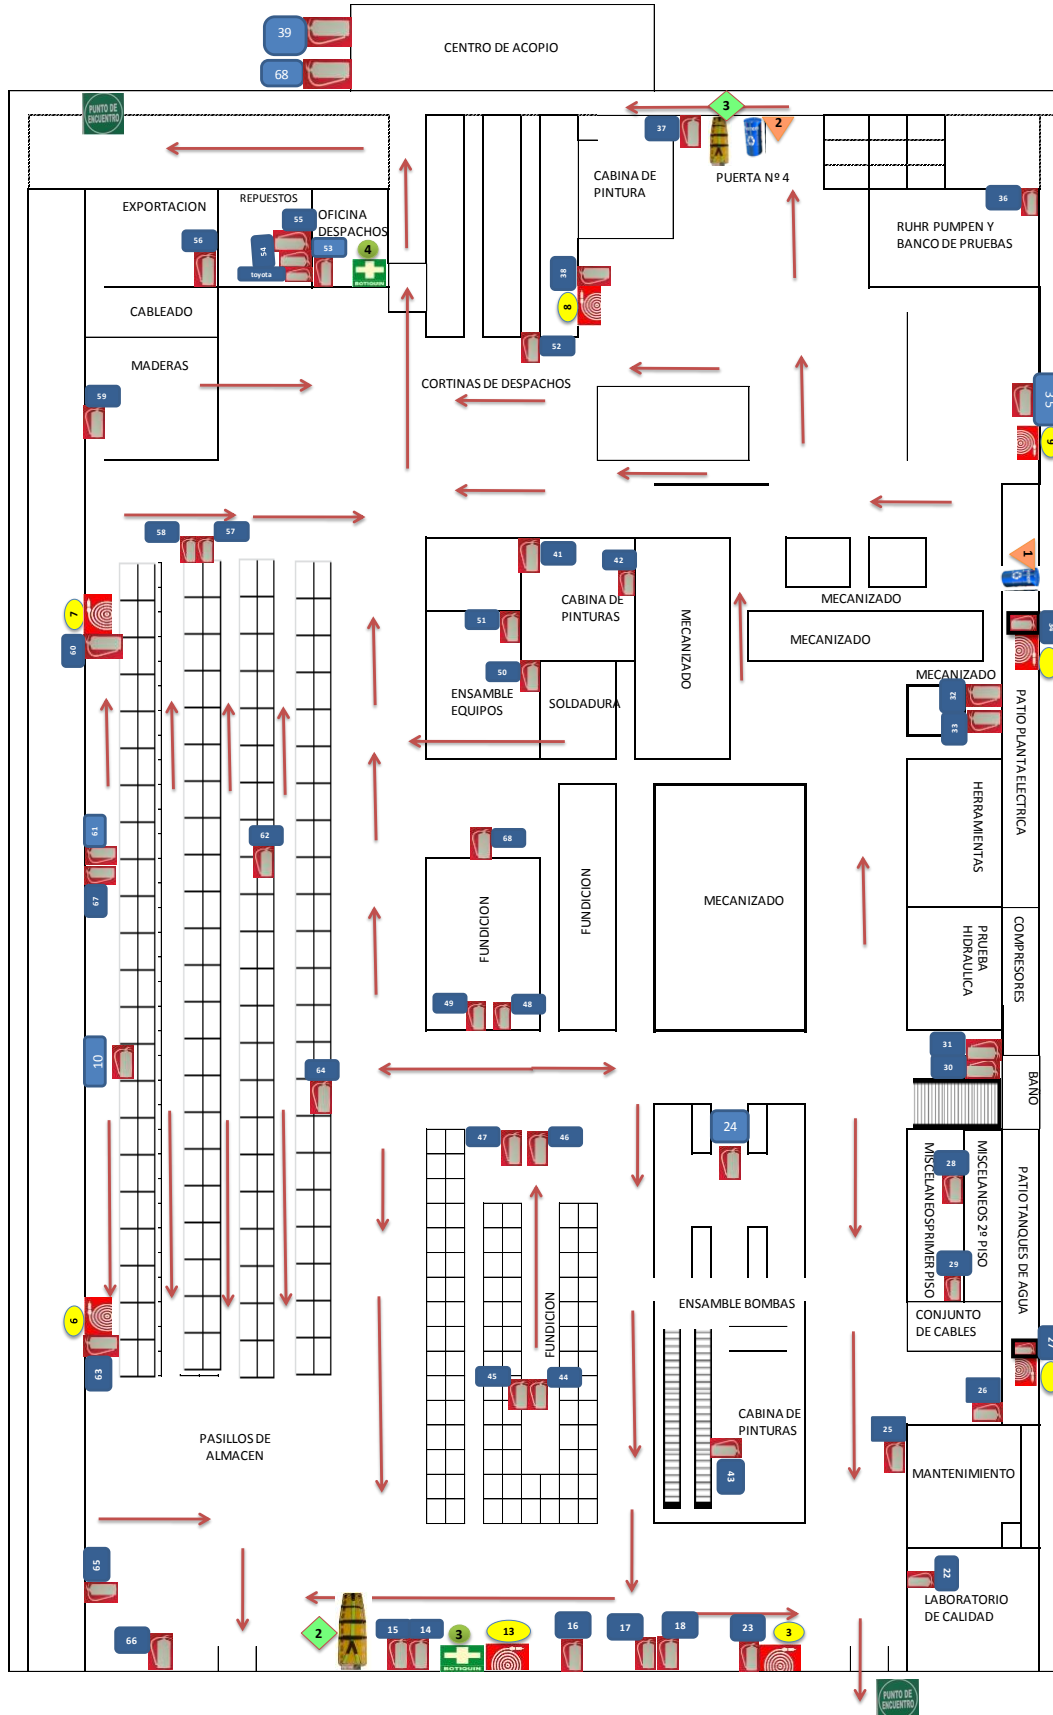 39
CENTRO DE ACOPIO
68
PUNTO DE
ENCUENTRO
3
2
37
PUERTA Nº 4
CABINA DE
PINTURA
36
RUHR PUMPEN Y
BANCO DE PRUEBAS
EXPORTACION
REPUESTOS
55
OFICINA
DESPACHOS
56
54
53
4
toyota
BOTIQUIN
38
8
CABLEADO
52
MADERAS
59
CORTINAS DE DESPACHOS
35
9
58
57
41
42
1
CABINA DE
PINTURAS
MECANIZADO
MECANIZADO
MECANIZADO
7
60
51
50
ENSAMBLE
EQUIPOS
SOLDADURA
MECANIZADO
32
33
PATIO PLANTA ELECTRICA
HERRAMIENTAS
61
62
67
68
FUNDICION
FUNDICION
MECANIZADO
PRUEBA
HIDRAULICA
COMPRESORES
49
48
10
64
31
30
BAÑO
47
46
24
28
29
MISCELANEOSPRIMER PISO
MISCELANEOS 2º PISO
PATIO TANQUES DE AGUA
6
63
FUNDICION
ENSAMBLE BOMBAS
CONJUNTO
DE CABLES
27
45
44
26
25
CABINA DE
PINTURAS
43
PASILLOS DE
ALMACEN
MANTENIMIENTO
65
22
LABORATORIO
DE CALIDAD
66
2
15
14
3
BOTIQUIN
13
16
17
18
23
3
PUNTO DE
ENCUENTRO